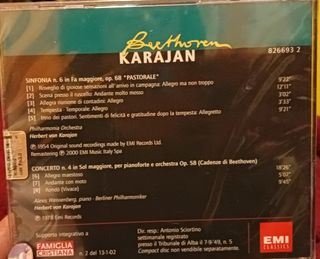 Beethoven
KARAJAN
826693 2
SINFONIA n. 6 in Fa maggiore, op. 68 "PASTORALE"
[1] Risveglio di gioiose sensazioni all'arrivo in campagna: Allegro ma non troppo 9'22"
[2] Scena presso il ruscello: Andante molto mosso 12'11"
[3] Allegra riunione di contadini: Allegro 3'02"
[4] Tempesta - Temporale: Allegro 3'33"
[5] Inno dei pastori. Sentimenti di felicità e gratitudine dopo la tempesta: Allegretto 9'21"
Philharmonia Orchestra
Herbert von Karajan
℗ 1954 Original sound recordings made by EMI Records Ltd.
Remastering ℗ 2000 EMI Music Italy Spa
CONCERTO n. 4 in Sol maggiore, per pianoforte e orchestra Op. 58 (Cadenze di Beethoven)
[6] Allegro maestoso 18'26"
[7] Andante con moto 5'02"
[8] Rondò (Vivace) 9'45"
Alexis Weissenberg, piano - Berliner Philharmoniker
Herbert von Karajan
℗ 1978 EMI Records
Supporto integrativo a
FAMIGLIA
CRISTIANA
n. 2 del 13-1-02
Dir. resp.: Antonio Sciortino
settimanale registrato
presso il Tribunale di Alba il 7-9-'49, n. 5
Compact disc non vendibile separatamente.
EMI
CLASSICS